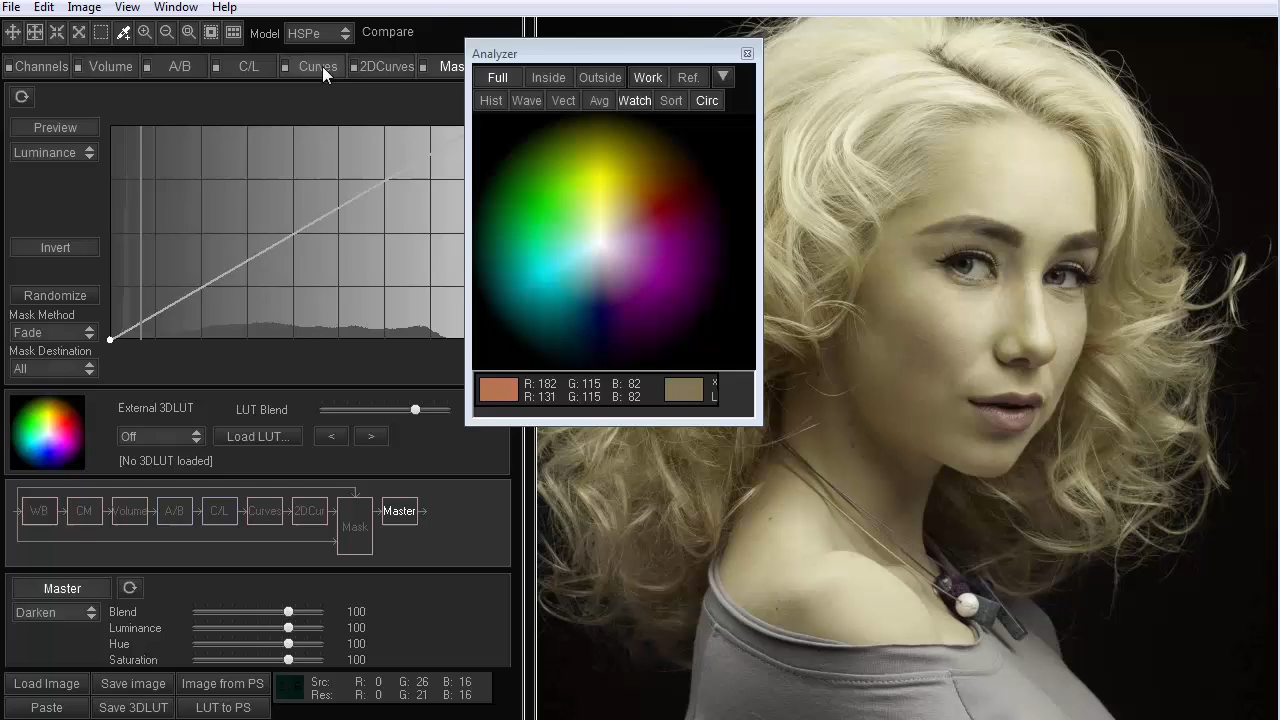 File Edit Image View Window Help
Model HSPe Compare
Channels Volume A/B C/L Curves 2DCurves Mas
Analyzer
Full Inside Outside Work Ref.
Hist Wave Vect Avg Watch Sort Circ
Preview
Luminance
Invert
Randomize
Mask Method
Fade
Mask Destination
All
R: 182 G: 115 B: 82
R: 131 G: 115 B: 82
External 3DLUT LUT Blend
Off Load LUT... < >
[No 3DLUT loaded]
WB CM Volume A/B C/L Curves 2DCur Mask Master
Master
Darken Blend 100
Luminance 100
Hue 100
Saturation 100
Load Image Save image Image from PS Src: R: 0 G: 26 B: 16
Paste Save 3DLUT LUT to PS Res: R: 0 G: 21 B: 16